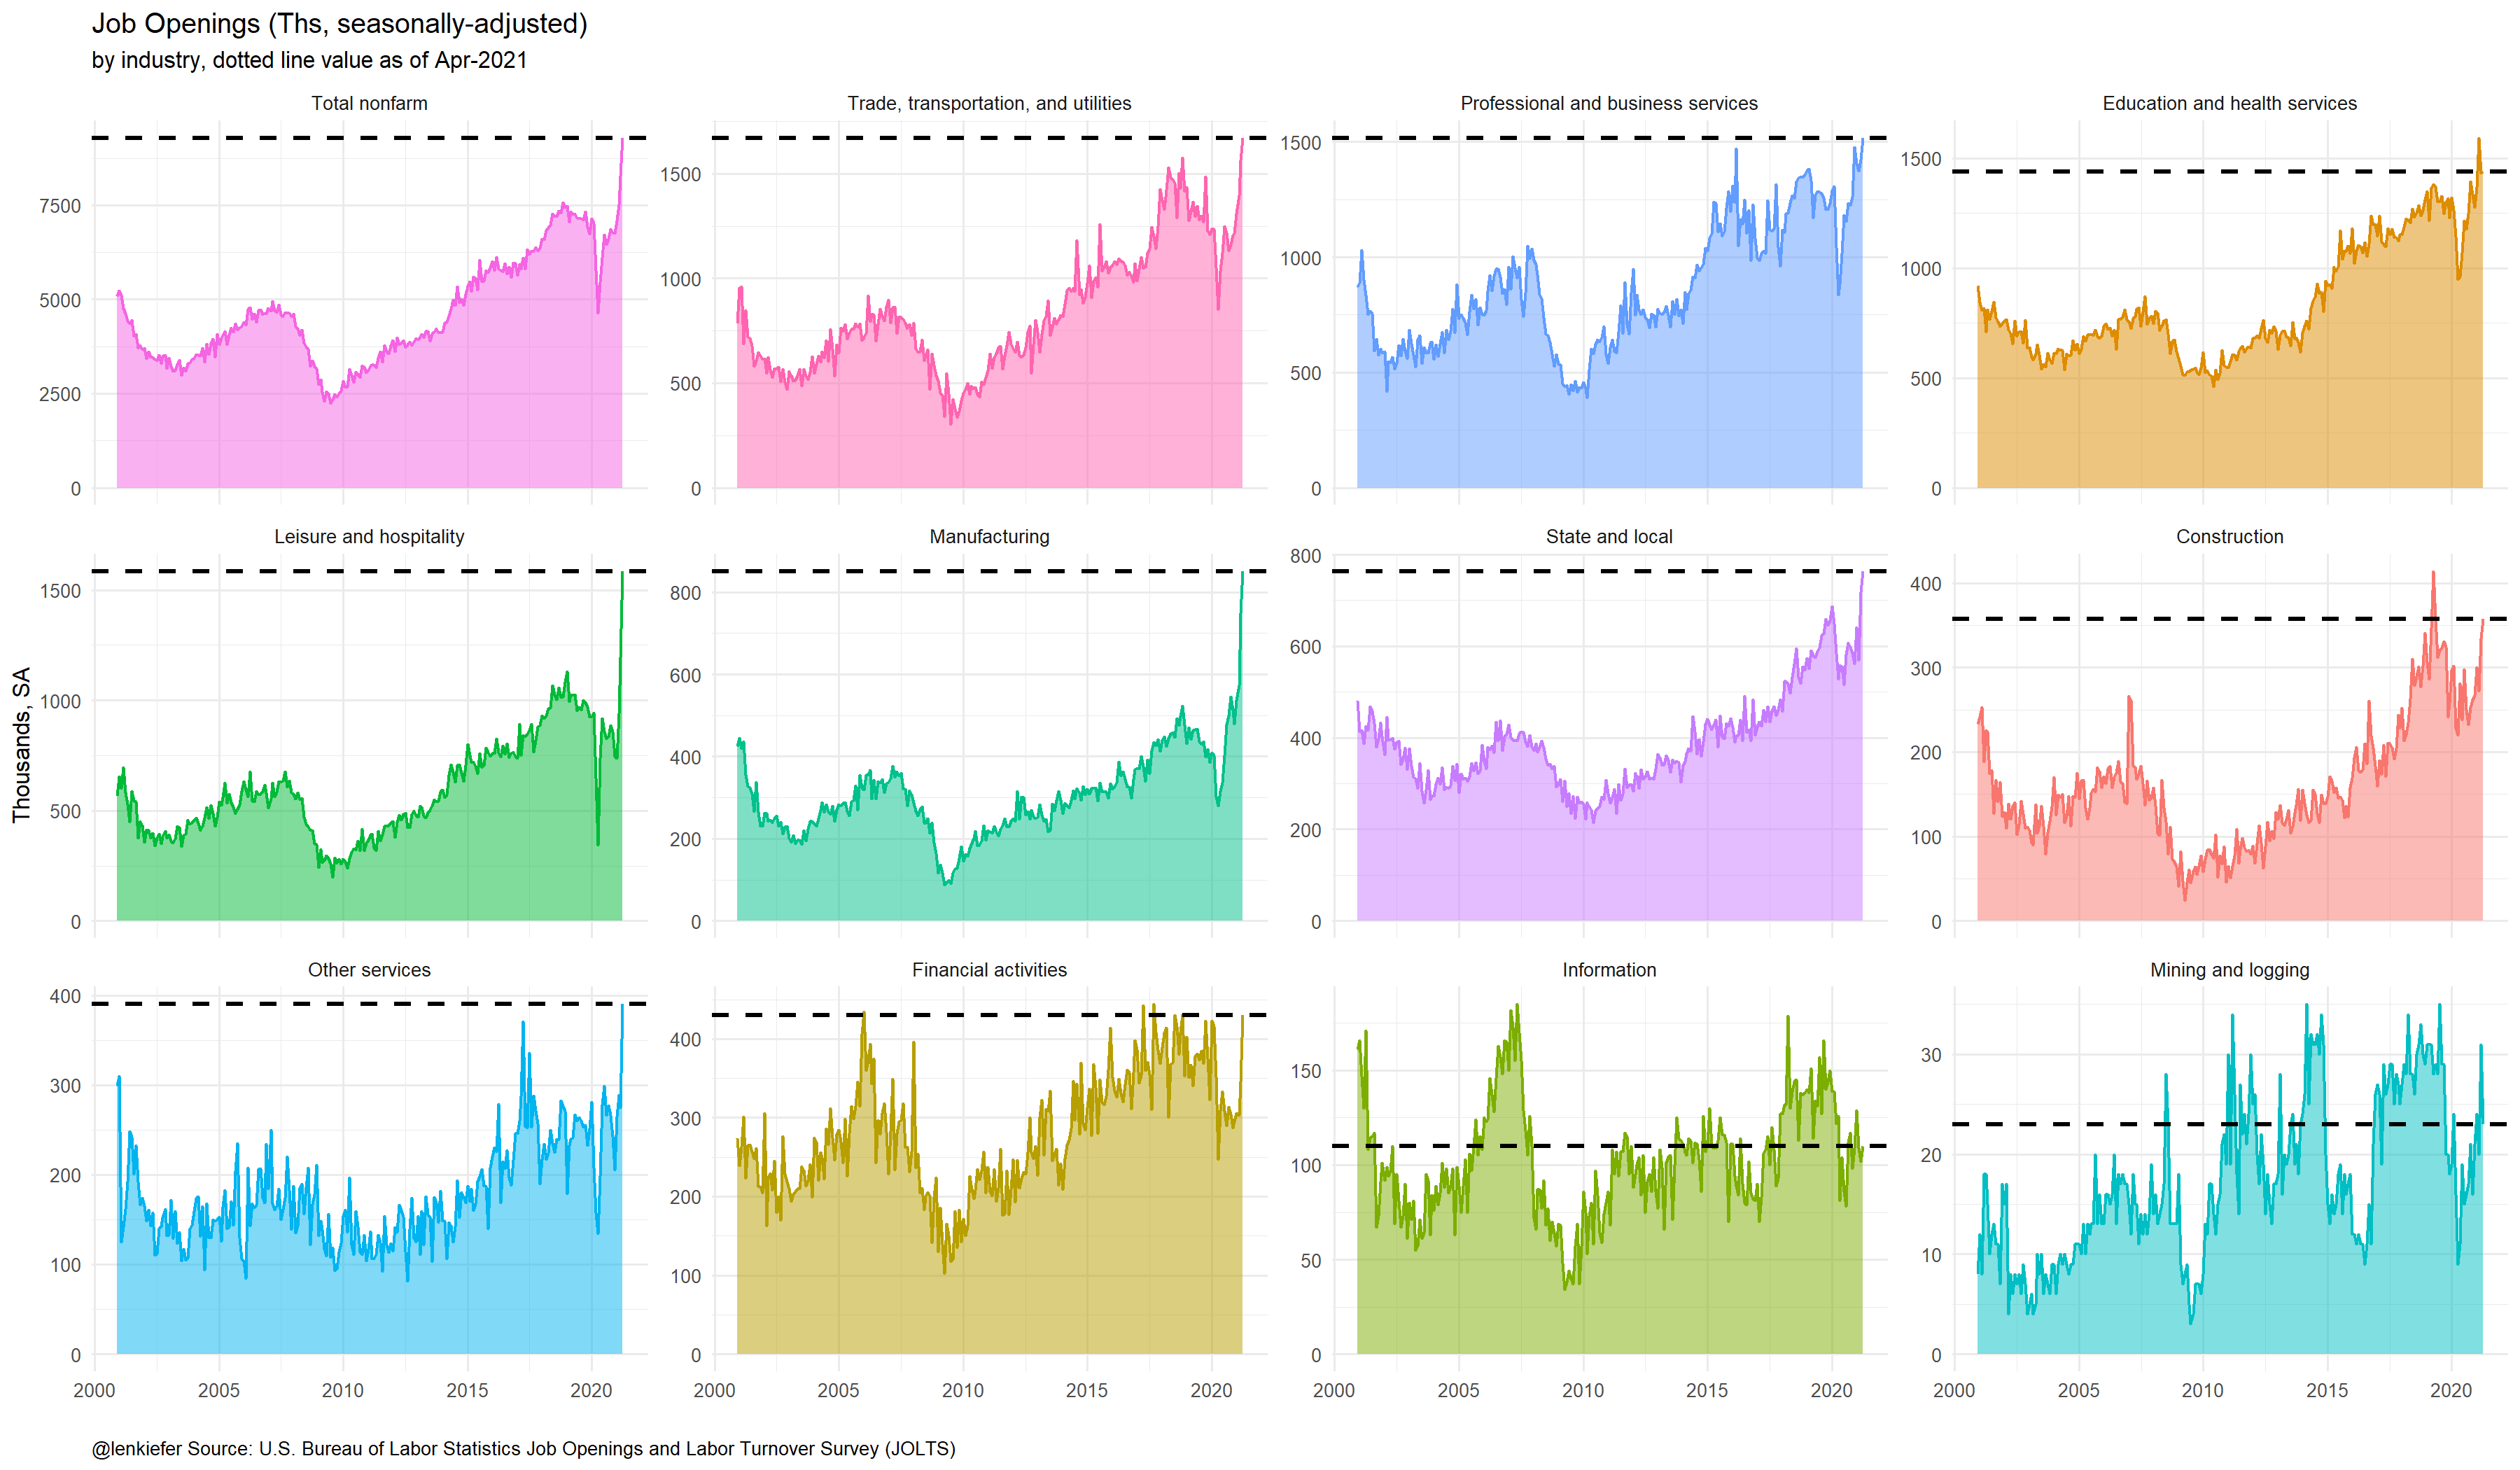 Job Openings (Ths, seasonally-adjusted)
by industry, dotted line value as of Apr-2021
Total nonfarm
Trade, transportation, and utilities
Professional and business services
Education and health services
7500
5000
2500
0
1500
1000
500
0
1500
1000
500
0
1500
1000
500
0
Leisure and hospitality
Manufacturing
State and local
Construction
Thousands, SA
1500
1000
500
0
800
600
400
200
0
800
600
400
200
0
400
300
200
100
0
Other services
Financial activities
Information
Mining and logging
400
300
200
100
0
400
300
200
100
0
150
100
50
0
30
20
10
0
2000 2005 2010 2015 2020
2000 2005 2010 2015 2020
2000 2005 2010 2015 2020
2000 2005 2010 2015 2020
@lenkiefer Source: U.S. Bureau of Labor Statistics Job Openings and Labor Turnover Survey (JOLTS)